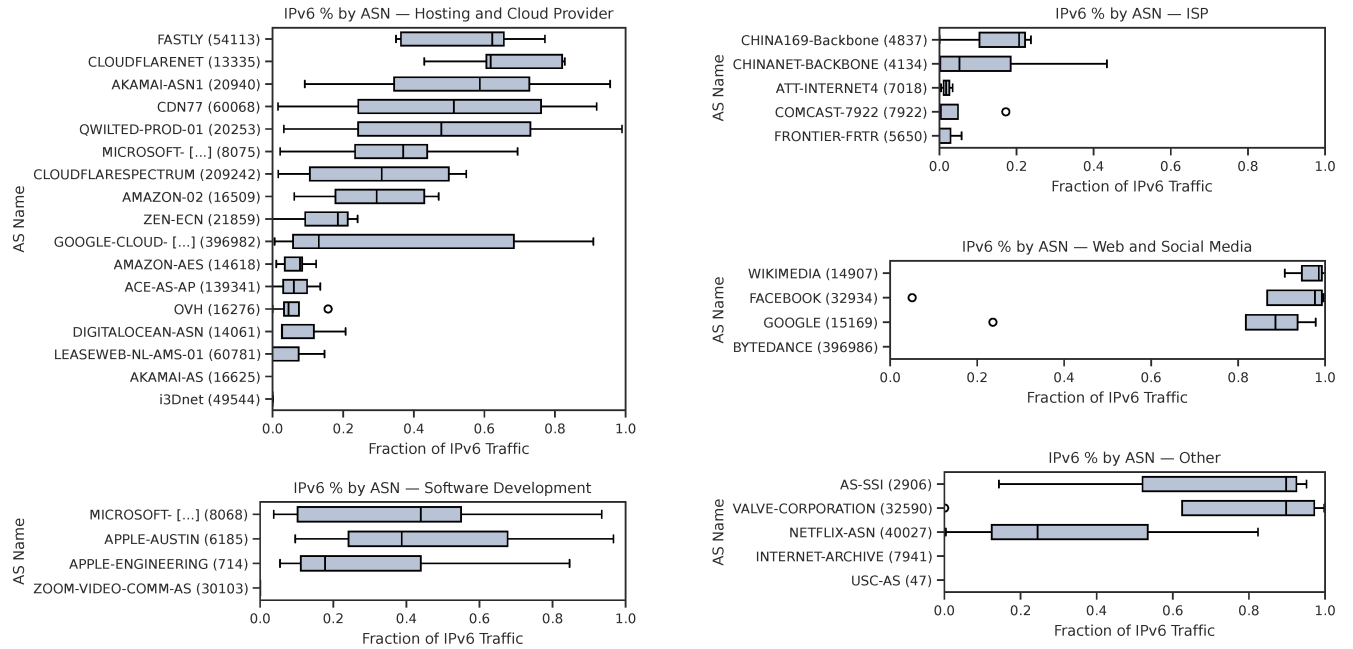 IPv6 % by ASN — Hosting and Cloud Provider
AS Name
FASTLY (54113)
CLOUDFLARENET (13335)
AKAMAI-ASN1 (20940)
CDN77 (60068)
QWILTED-PROD-01 (20253)
MICROSOFT- [...] (8075)
CLOUDFLARESPECTRUM (209242)
AMAZON-02 (16509)
ZEN-ECN (21859)
GOOGLE-CLOUD- [...] (396982)
AMAZON-AES (14618)
ACE-AS-AP (139341)
OVH (16276)
DIGITALOCEAN-ASN (14061)
LEASEWEB-NL-AMS-01 (60781)
AKAMAI-AS (16625)
i3Dnet (49544)
0.0 0.2 0.4 0.6 0.8 1.0
Fraction of IPv6 Traffic
IPv6 % by ASN — Software Development
AS Name
MICROSOFT- [...] (8068)
APPLE-AUSTIN (6185)
APPLE-ENGINEERING (714)
ZOOM-VIDEO-COMM-AS (30103)
0.0 0.2 0.4 0.6 0.8 1.0
Fraction of IPv6 Traffic
IPv6 % by ASN — ISP
AS Name
CHINA169-Backbone (4837)
CHINANET-BACKBONE (4134)
ATT-INTERNET4 (7018)
COMCAST-7922 (7922)
FRONTIER-FRTR (5650)
0.0 0.2 0.4 0.6 0.8 1.0
Fraction of IPv6 Traffic
IPv6 % by ASN — Web and Social Media
AS Name
WIKIMEDIA (14907)
FACEBOOK (32934)
GOOGLE (15169)
BYTEDANCE (396986)
0.0 0.2 0.4 0.6 0.8 1.0
Fraction of IPv6 Traffic
IPv6 % by ASN — Other
AS Name
AS-SSI (2906)
VALVE-CORPORATION (32590)
NETFLIX-ASN (40027)
INTERNET-ARCHIVE (7941)
USC-AS (47)
0.0 0.2 0.4 0.6 0.8 1.0
Fraction of IPv6 Traffic